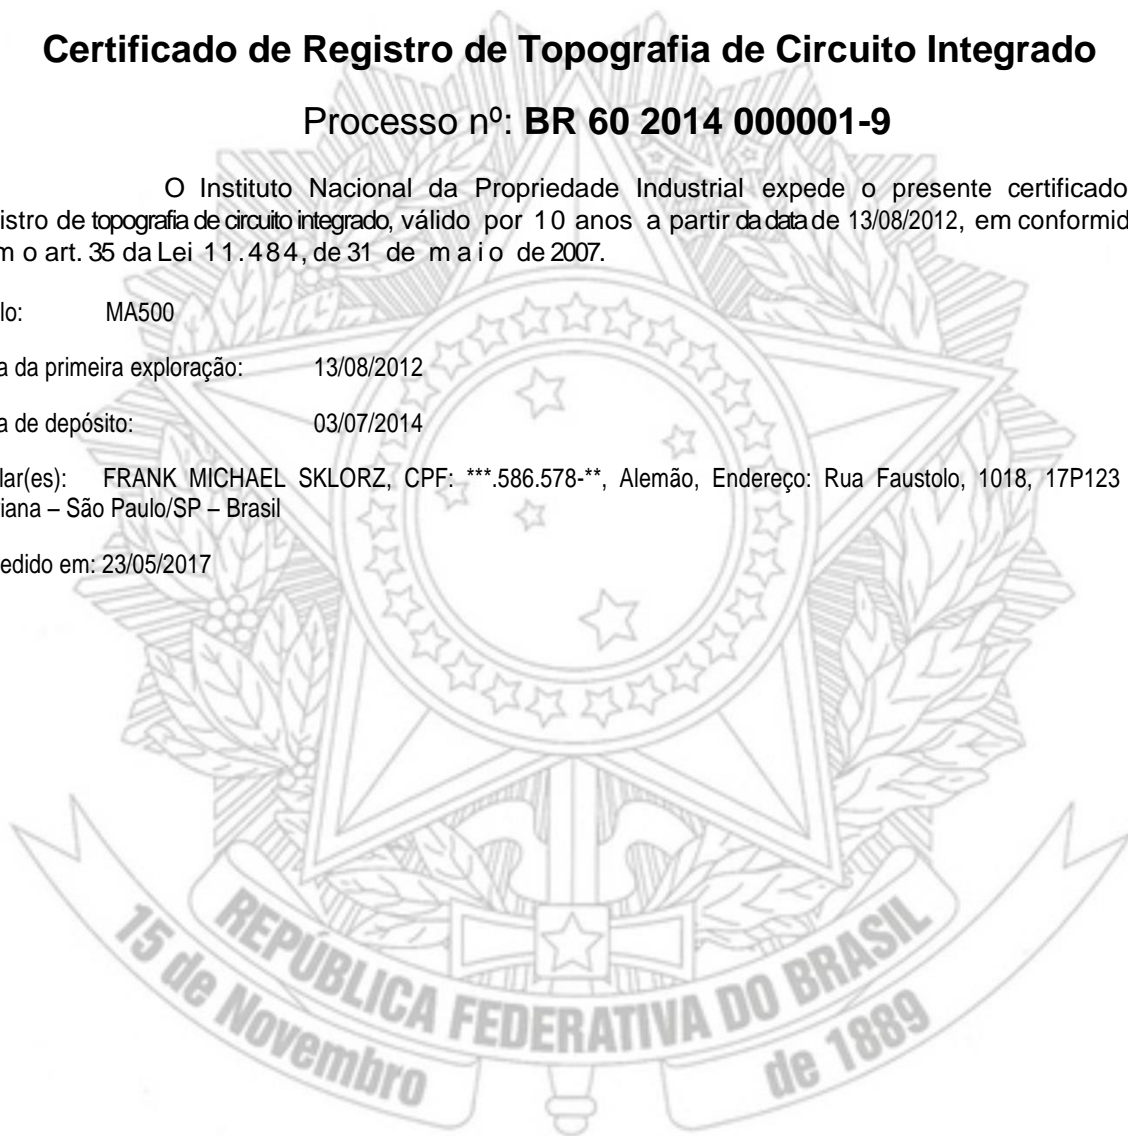 Certificado de Registro de Topografia de Circuito Integrado
Processo nº: BR 60 2014 000001-9
O Instituto Nacional da Propriedade Industrial expede o presente certificado
istro de topografia de circuito integrado, válido por 10 anos a partir da data de 13/08/2012, em conformid
m o art. 35 da Lei 11.484, de 31 de maio de 2007.
lo: MA500
a da primeira exploração: 13/08/2012
a de depósito: 03/07/2014
lar(es): FRANK MICHAEL SKLORZ, CPF: ***.586.578-**, Alemão, Endereço: Rua Faustolo, 1018, 17P123
iana – São Paulo/SP – Brasil
edido em: 23/05/2017
REPÚBLICA FEDERATIVA DO BRASIL
15 de Novembro de 1889